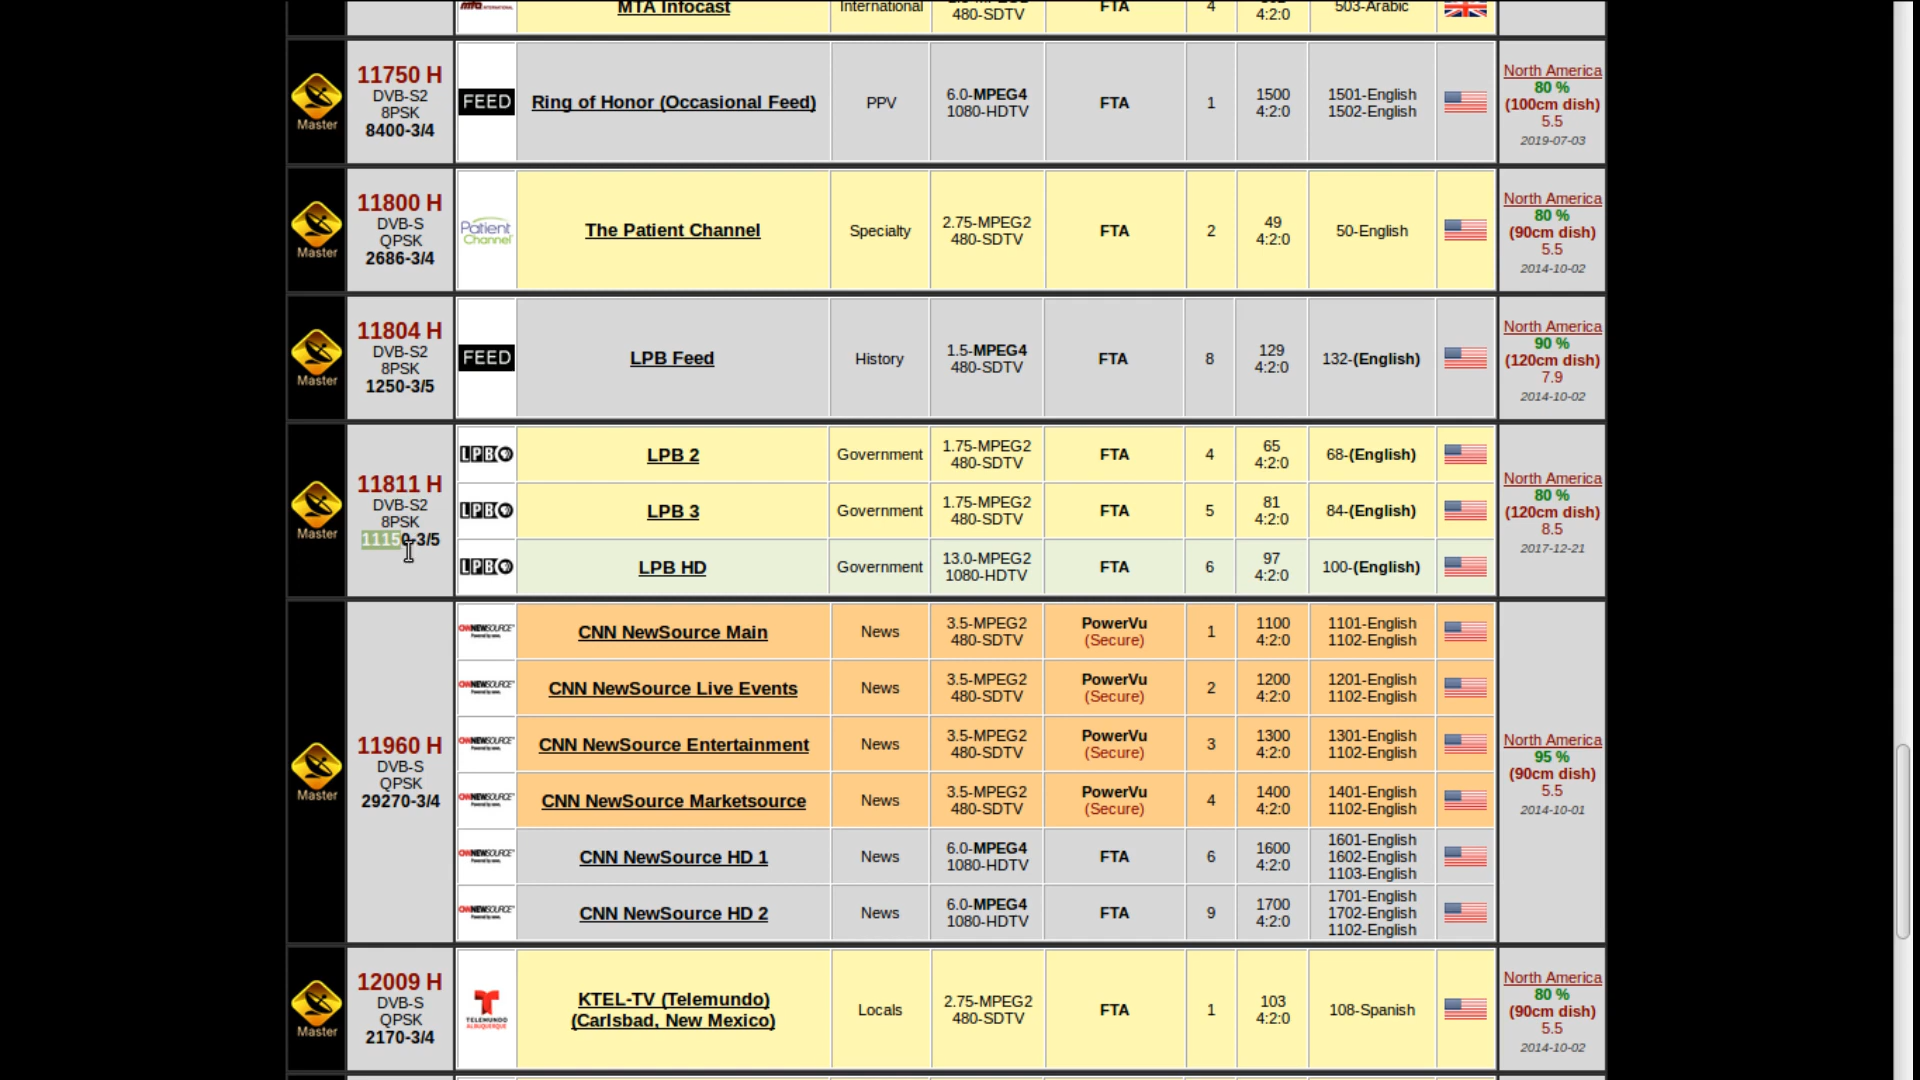 MTA Infocast International 480-SDTV FTA 4 4:2:0 503-Arabic
Master
11750 H
DVB-S2
8PSK
8400-3/4
FEED
Ring of Honor (Occasional Feed)
PPV
6.0-MPEG4
1080-HDTV
FTA
1
1500
4:2:0
1501-English
1502-English
North America
80 %
(100cm dish)
5.5
2019-07-03
Master
11800 H
DVB-S
QPSK
2686-3/4
Patient
Channel
The Patient Channel
Specialty
2.75-MPEG2
480-SDTV
FTA
2
49
4:2:0
50-English
North America
80 %
(90cm dish)
5.5
2014-10-02
Master
11804 H
DVB-S2
8PSK
1250-3/5
FEED
LPB Feed
History
1.5-MPEG4
480-SDTV
FTA
8
129
4:2:0
132-(English)
North America
90 %
(120cm dish)
7.9
2014-10-02
Master
11811 H
DVB-S2
8PSK
11150-3/5
LPB
LPB 2
Government
1.75-MPEG2
480-SDTV
FTA
4
65
4:2:0
68-(English)
LPB
LPB 3
Government
1.75-MPEG2
480-SDTV
FTA
5
81
4:2:0
84-(English)
LPB
LPB HD
Government
13.0-MPEG2
1080-HDTV
FTA
6
97
4:2:0
100-(English)
North America
80 %
(120cm dish)
8.5
2017-12-21
Master
11960 H
DVB-S
QPSK
29270-3/4
CNNNEWSOURCE
CNN NewSource Main
News
3.5-MPEG2
480-SDTV
PowerVu
(Secure)
1
1100
4:2:0
1101-English
1102-English
CNNNEWSOURCE
CNN NewSource Live Events
News
3.5-MPEG2
480-SDTV
PowerVu
(Secure)
2
1200
4:2:0
1201-English
1102-English
CNNNEWSOURCE
CNN NewSource Entertainment
News
3.5-MPEG2
480-SDTV
PowerVu
(Secure)
3
1300
4:2:0
1301-English
1102-English
CNNNEWSOURCE
CNN NewSource Marketsource
News
3.5-MPEG2
480-SDTV
PowerVu
(Secure)
4
1400
4:2:0
1401-English
1102-English
CNNNEWSOURCE
CNN NewSource HD 1
News
6.0-MPEG4
1080-HDTV
FTA
6
1600
4:2:0
1601-English
1602-English
1103-English
CNNNEWSOURCE
CNN NewSource HD 2
News
6.0-MPEG4
1080-HDTV
FTA
9
1700
4:2:0
1701-English
1702-English
1102-English
North America
95 %
(90cm dish)
5.5
2014-10-01
Master
12009 H
DVB-S
QPSK
2170-3/4
TELEMUNDO
ALBUQUERQUE
KTEL-TV (Telemundo)
(Carlsbad, New Mexico)
Locals
2.75-MPEG2
480-SDTV
FTA
1
103
4:2:0
108-Spanish
North America
80 %
(90cm dish)
5.5
2014-10-02